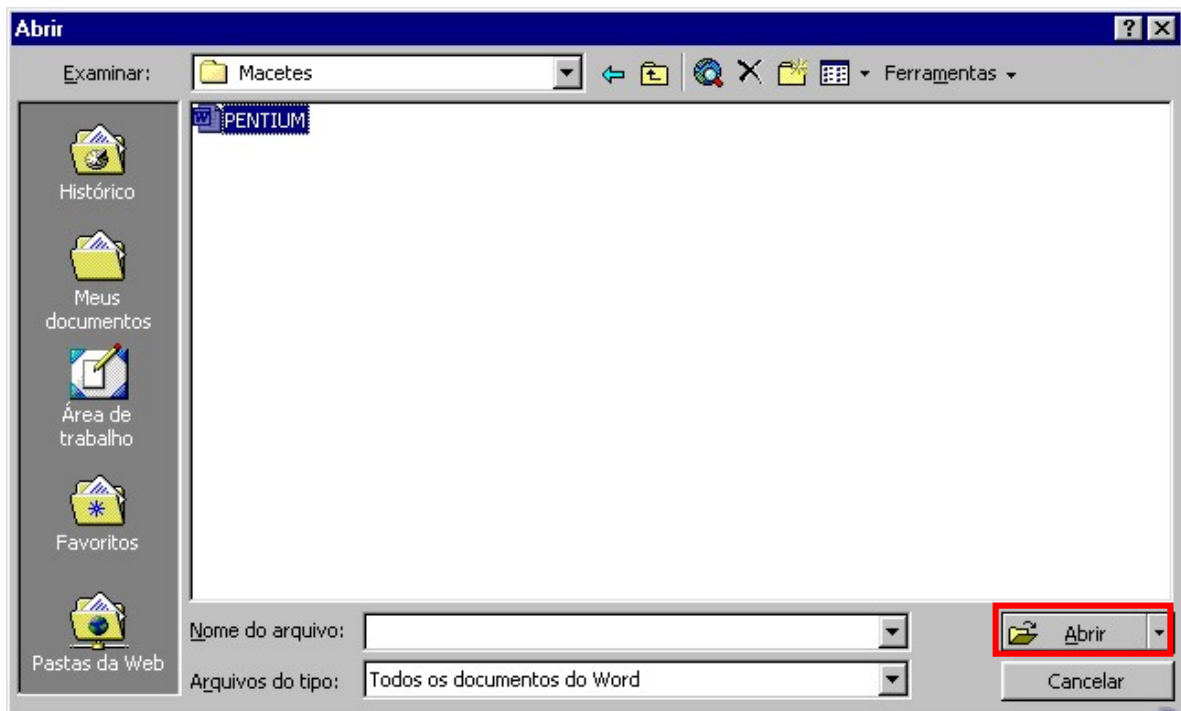 Abrir
Examinar:
Macetes
Ferramentas
PENTIUM
Histórico
Meus
documentos
Área de
trabalho
Favoritos
Pastas da Web
Nome do arquivo:
Abrir
Arquivos do tipo:
Todos os documentos do Word
Cancelar